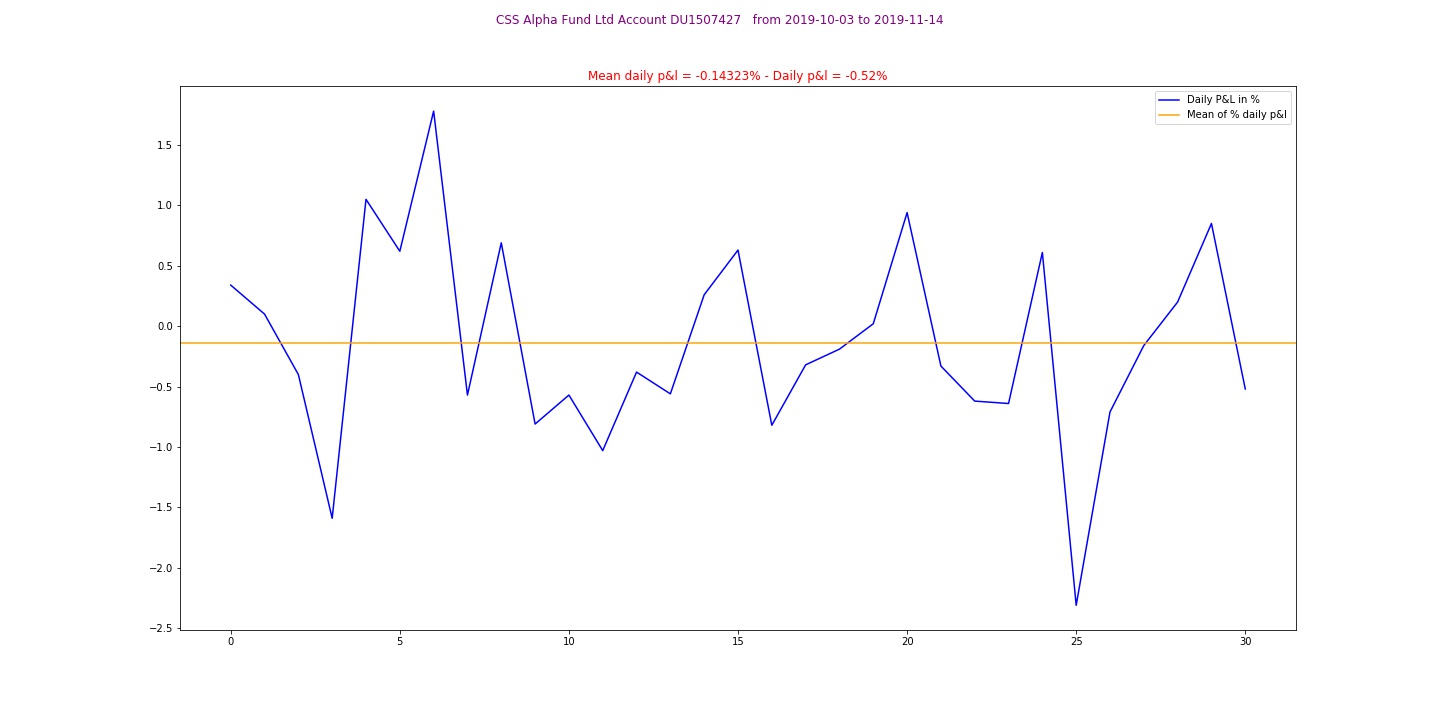 CSS Alpha Fund Ltd Account DU1507427   from 2019-10-03 to 2019-11-14
Mean daily p&l = -0.14323% - Daily p&l = -0.52%
Daily P&L in %
Mean of % daily p&l
1.5
1.0
0.5
0.0
−0.5
−1.0
−1.5
−2.0
−2.5
0 5 10 15 20 25 30